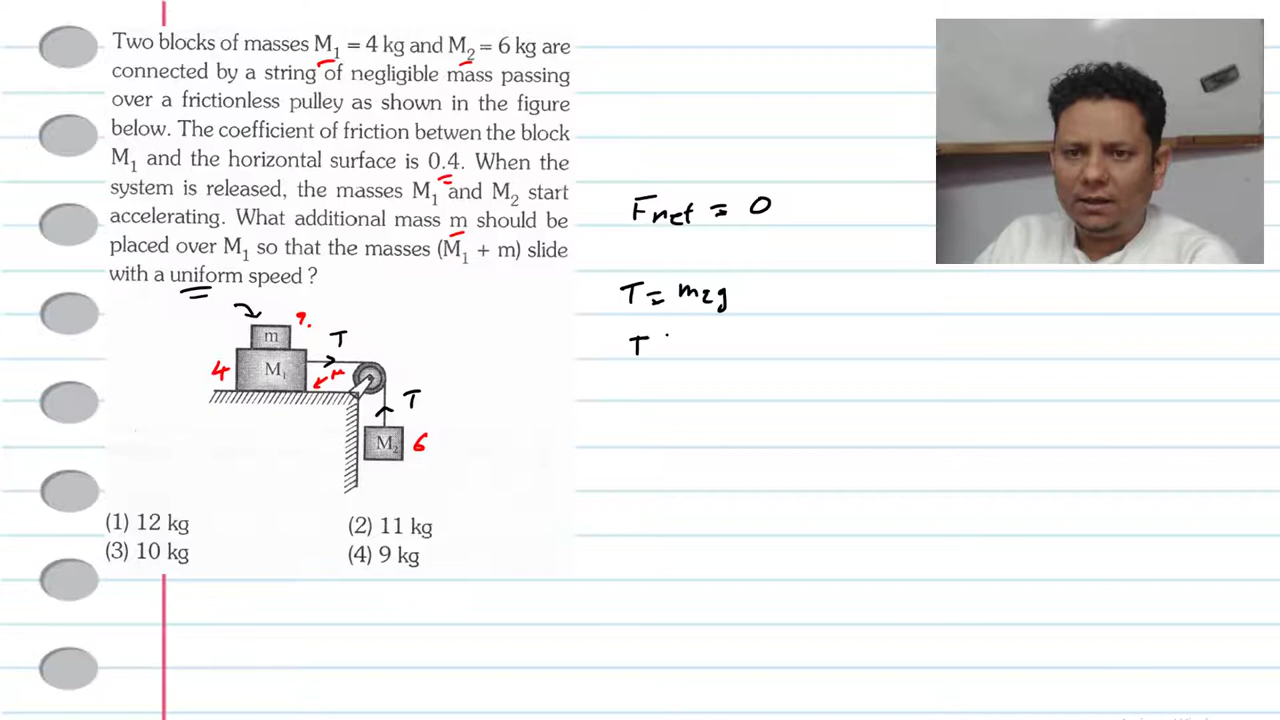 Two blocks of masses M₁ = 4 kg and M₂ = 6 kg are
connected by a string of negligible mass passing
over a frictionless pulley as shown in the figure
below. The coefficient of friction betwen the block
M₁ and the horizontal surface is 0.4. When the
system is released, the masses M₁ and M₂ start
accelerating. What additional mass m should be
placed over M₁ so that the masses (M₁ + m) slide
with a uniform speed ?
Fnet = 0
T = m₂g
T
m ?
T
4 M₁ μ
T
M₂ 6
(1) 12 kg (2) 11 kg
(3) 10 kg (4) 9 kg